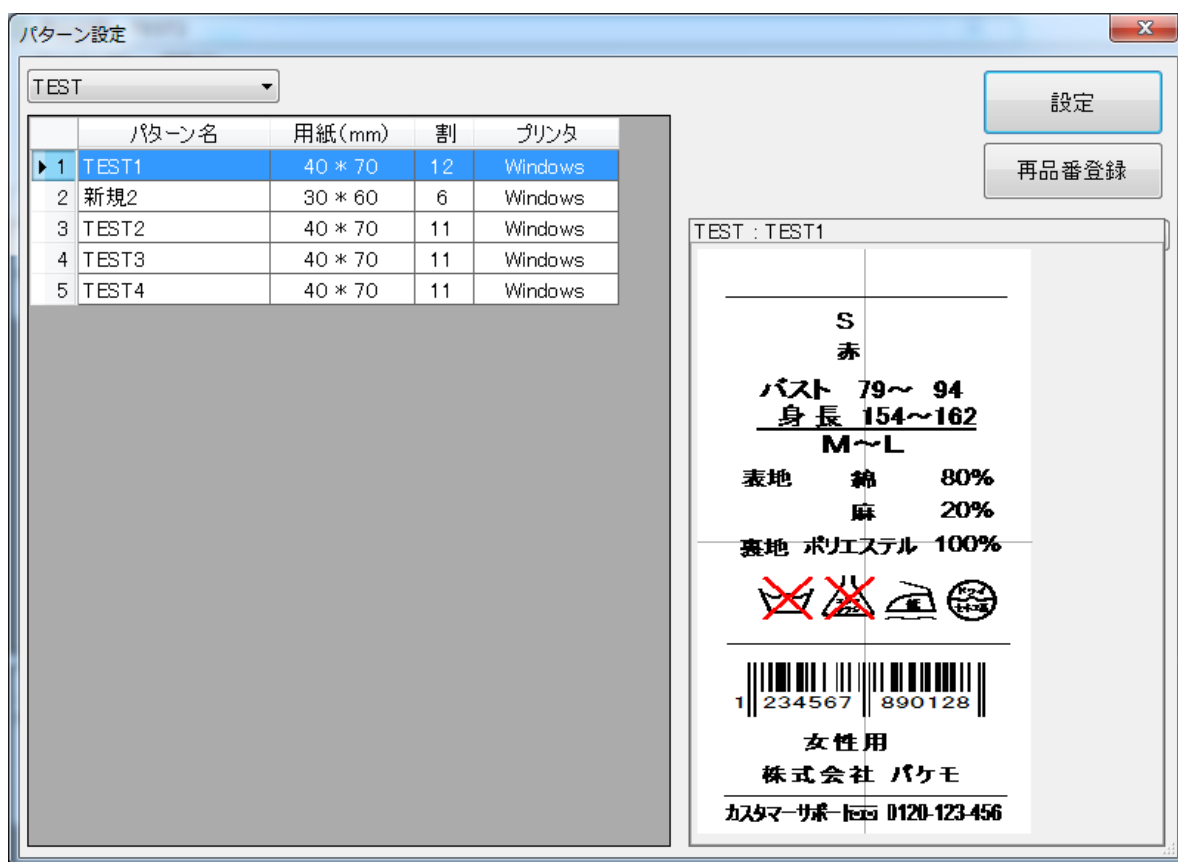 パターン設定
TEST
設定
再品番登録
パターン名 用紙(mm) 割 プリンタ
1 TEST1 40 * 70 12 Windows
2 新規2 30 * 60 6 Windows
3 TEST2 40 * 70 11 Windows
4 TEST3 40 * 70 11 Windows
5 TEST4 40 * 70 11 Windows
TEST : TEST1
S
赤
バスト 79〜 94
身 長 154〜162
M〜L
表地 綿 80%
麻 20%
裏地 ポリエステル 100%
1 234567 890128
女性用
株式会社 パケモ
カスタマーサポート 0120-123-456